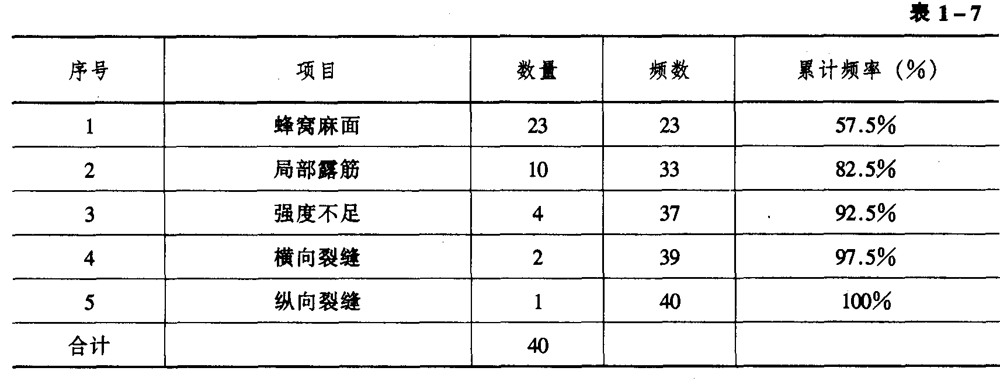 表 1-7
序号 项目 数量 频数 累计频率 (%)
1 蜂窝麻面 23 23 57.5%
2 局部露筋 10 33 82.5%
3 强度不足 4 37 92.5%
4 横向裂缝 2 39 97.5%
5 纵向裂缝 1 40 100%
合计 40